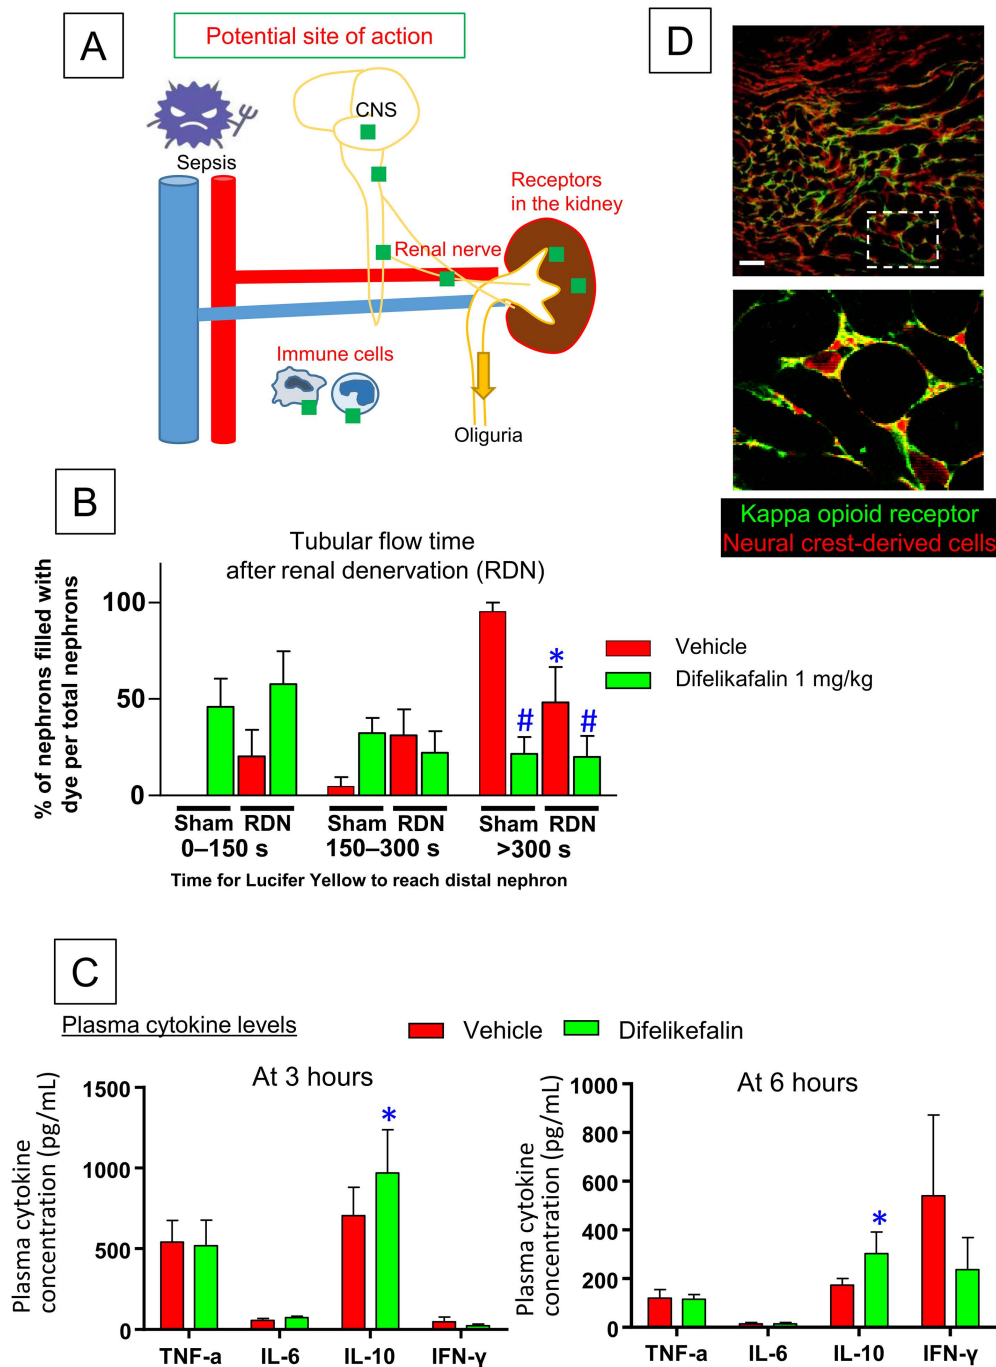 A
Potential site of action
CNS
Sepsis
Receptors
in the kidney
Renal nerve
Immune cells
Oliguria
D
Kappa opioid receptor
Neural crest-derived cells
B
Tubular flow time
after renal denervation (RDN)
% of nephrons filled with
dye per total nephrons
100
50
0
Vehicle
Difelikafalin 1 mg/kg
*
#
#
Sham RDN
0–150 s
Sham RDN
150–300 s
Sham RDN
>300 s
Time for Lucifer Yellow to reach distal nephron
C
Plasma cytokine levels
Vehicle
Difelikefalin
At 3 hours
Plasma cytokine
concentration (pg/mL)
1500
1000
500
0
*
TNF-a IL-6 IL-10 IFN-γ
At 6 hours
Plasma cytokine
concentration (pg/mL)
1000
800
600
400
200
0
*
TNF-a IL-6 IL-10 IFN-γ